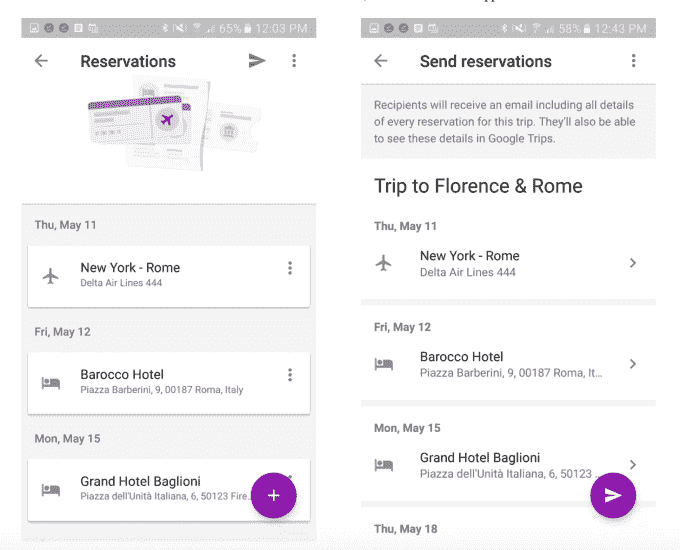 65% 12:03 PM
Reservations
Thu, May 11
New York - Rome
Delta Air Lines 444
Fri, May 12
Barocco Hotel
Piazza Barberini, 9, 00187 Roma, Italy
Mon, May 15
Grand Hotel Baglioni
Piazza dell'Unità Italiana, 6, 50123 Fire...
58% 12:43 PM
Send reservations
Recipients will receive an email including all details
of every reservation for this trip. They'll also be able
to see these details in Google Trips.
Trip to Florence & Rome
Thu, May 11
New York - Rome
Delta Air Lines 444
Fri, May 12
Barocco Hotel
Piazza Barberini, 9, 00187 Roma, It...
Mon, May 15
Grand Hotel Baglioni
Piazza dell'Unità Italiana, 6, 50123 ...
Thu, May 18